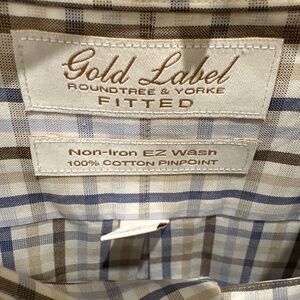 Gold Label
ROUNDTREE & YORKE
FITTED
Non-Iron EZ Wash
100% COTTON PINPOINT